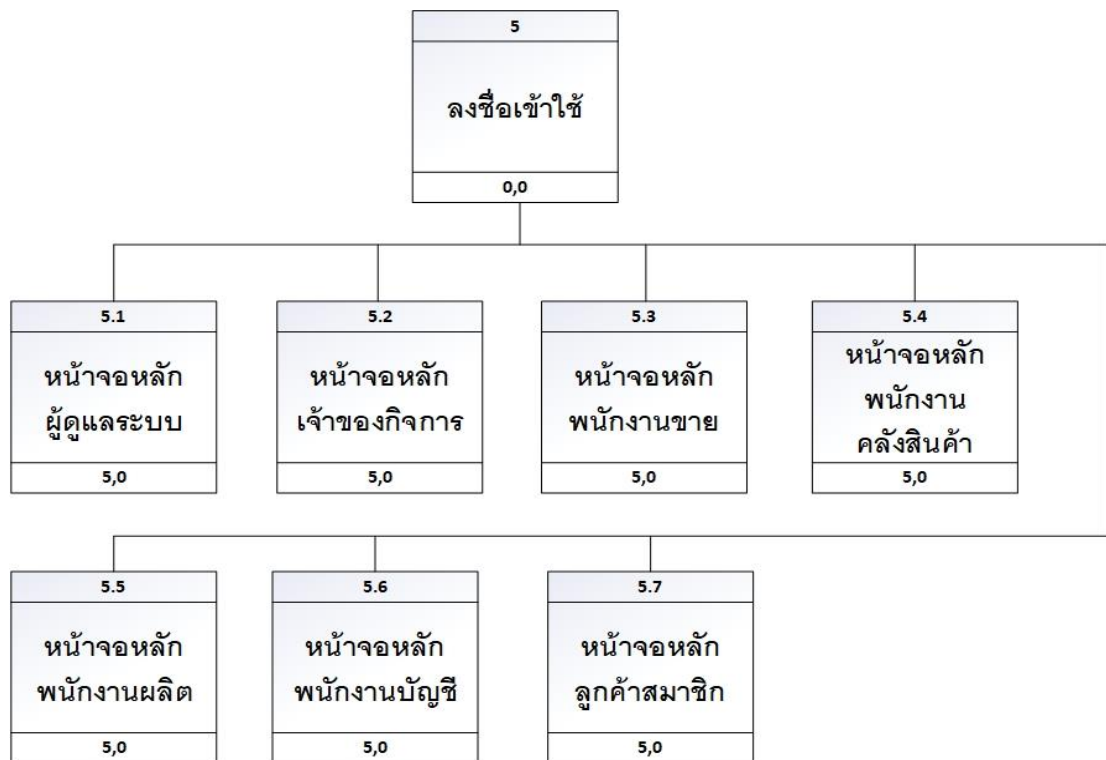 5
ลงชื่อเข้าใช้
0,0
5.1
หน้าจอหลัก
ผู้ดูแลระบบ
5,0
5.2
หน้าจอหลัก
เจ้าของกิจการ
5,0
5.3
หน้าจอหลัก
พนักงานขาย
5,0
5.4
หน้าจอหลัก
พนักงาน
คลังสินค้า
5,0
5.5
หน้าจอหลัก
พนักงานผลิต
5,0
5.6
หน้าจอหลัก
พนักงานบัญชี
5,0
5.7
หน้าจอหลัก
ลูกค้าสมาชิก
5,0